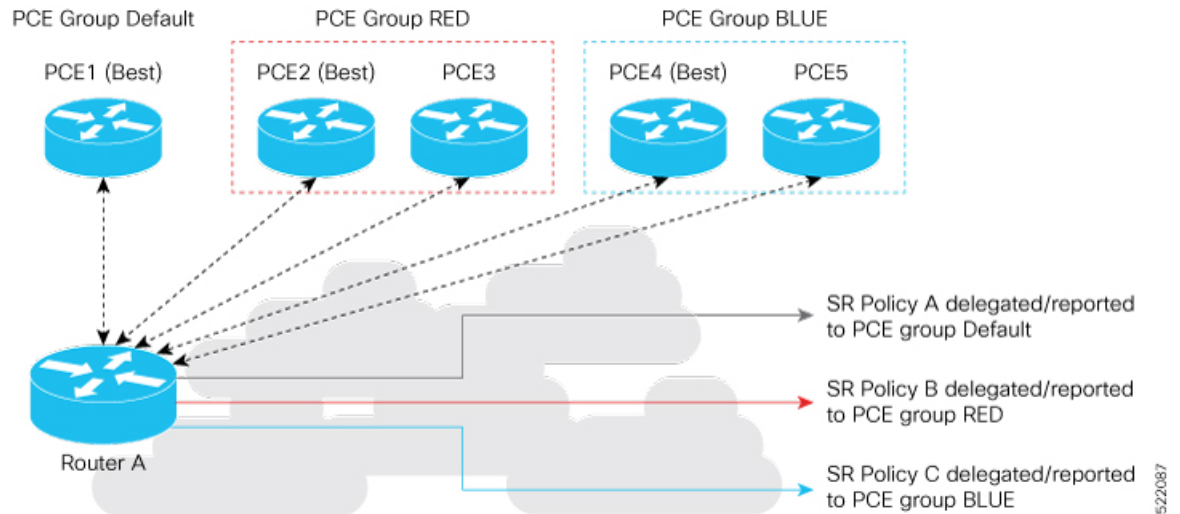 PCE Group Default
PCE Group RED
PCE Group BLUE
PCE1 (Best)
PCE2 (Best)
PCE3
PCE4 (Best)
PCE5
SR Policy A delegated/reported
to PCE group Default
SR Policy B delegated/reported
to PCE group RED
Router A
SR Policy C delegated/reported
to PCE group BLUE
522087